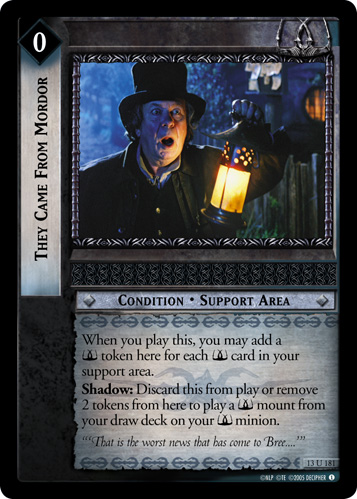 0
They Came From Mordor
Condition • Support Area
When you play this, you may add a
token here for each card in your
support area.
Shadow: Discard this from play or remove
2 tokens from here to play a mount from
your draw deck on your minion.
"'That is the worst news that has come to Bree....'"
13 U 181
©NLP ©TE ©2005 DECIPHER 1